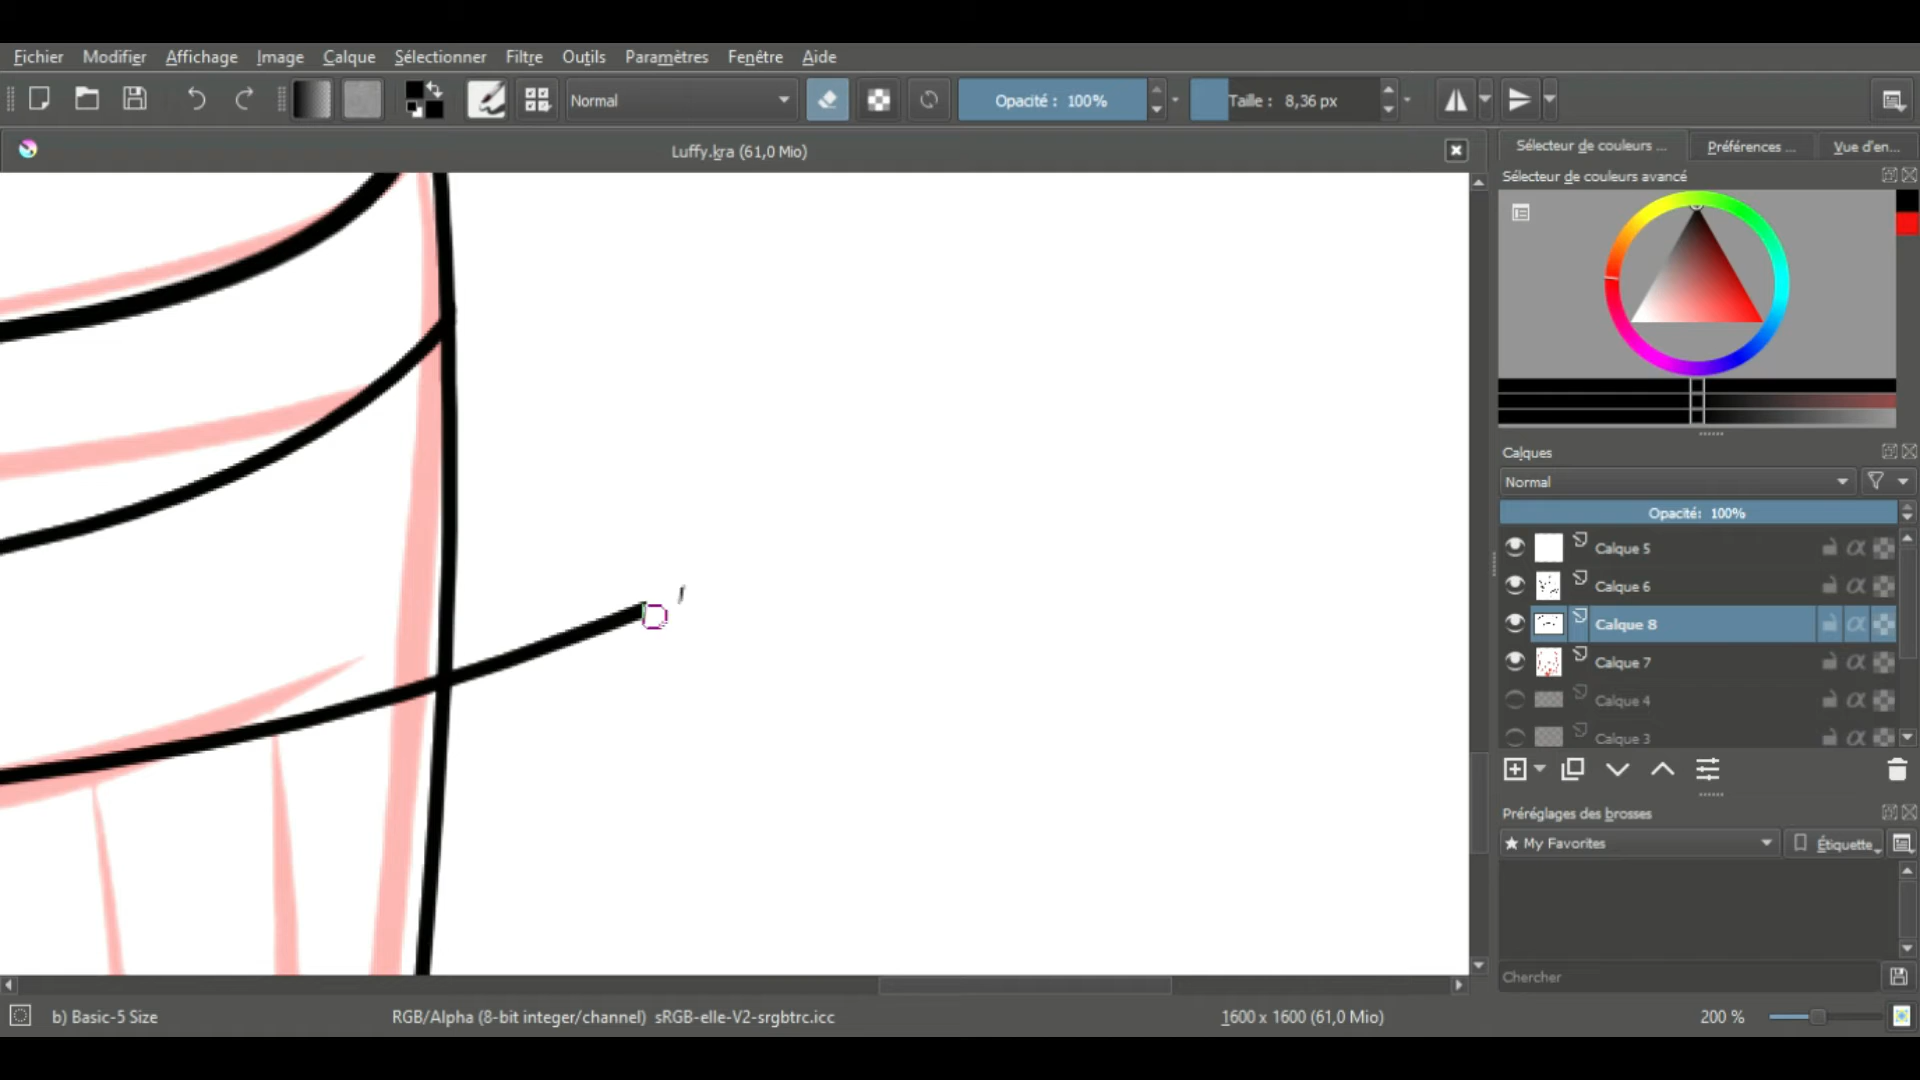 Fichier Modifier Affichage Image Calque Sélectionner Filtre Outils Paramètres Fenêtre Aide
Normal Opacité : 100% Taille : 8,36 px
Luffy.kra (61,0 Mio)
Sélecteur de couleurs ... Préférences ... Vue d'en...
Sélecteur de couleurs avancé
Calques
Normal
Opacité: 100%
Calque 5
Calque 6
Calque 8
Calque 7
Calque 4
Calque 3
Préréglages des brosses
★ My Favorites Étiquette
Chercher
b) Basic-5 Size RGB/Alpha (8-bit integer/channel) sRGB-elle-V2-srgbtrc.icc 1600 x 1600 (61,0 Mio) 200 %